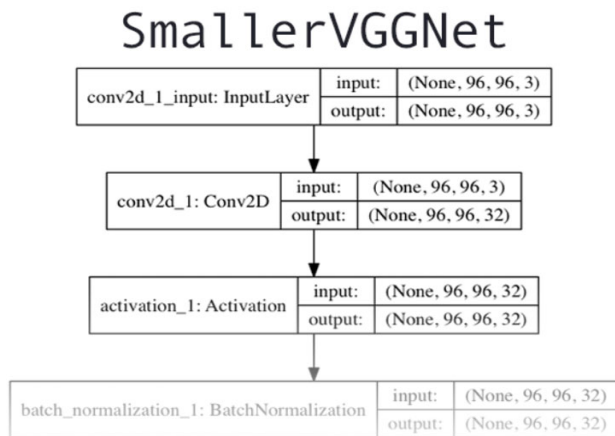 SmallerVGGNet
conv2d_1_input: InputLayer
input: (None, 96, 96, 3)
output: (None, 96, 96, 3)
conv2d_1: Conv2D
input: (None, 96, 96, 3)
output: (None, 96, 96, 32)
activation_1: Activation
input: (None, 96, 96, 32)
output: (None, 96, 96, 32)
batch_normalization_1: BatchNormalization
input: (None, 96, 96, 32)
output: (None, 96, 96, 32)